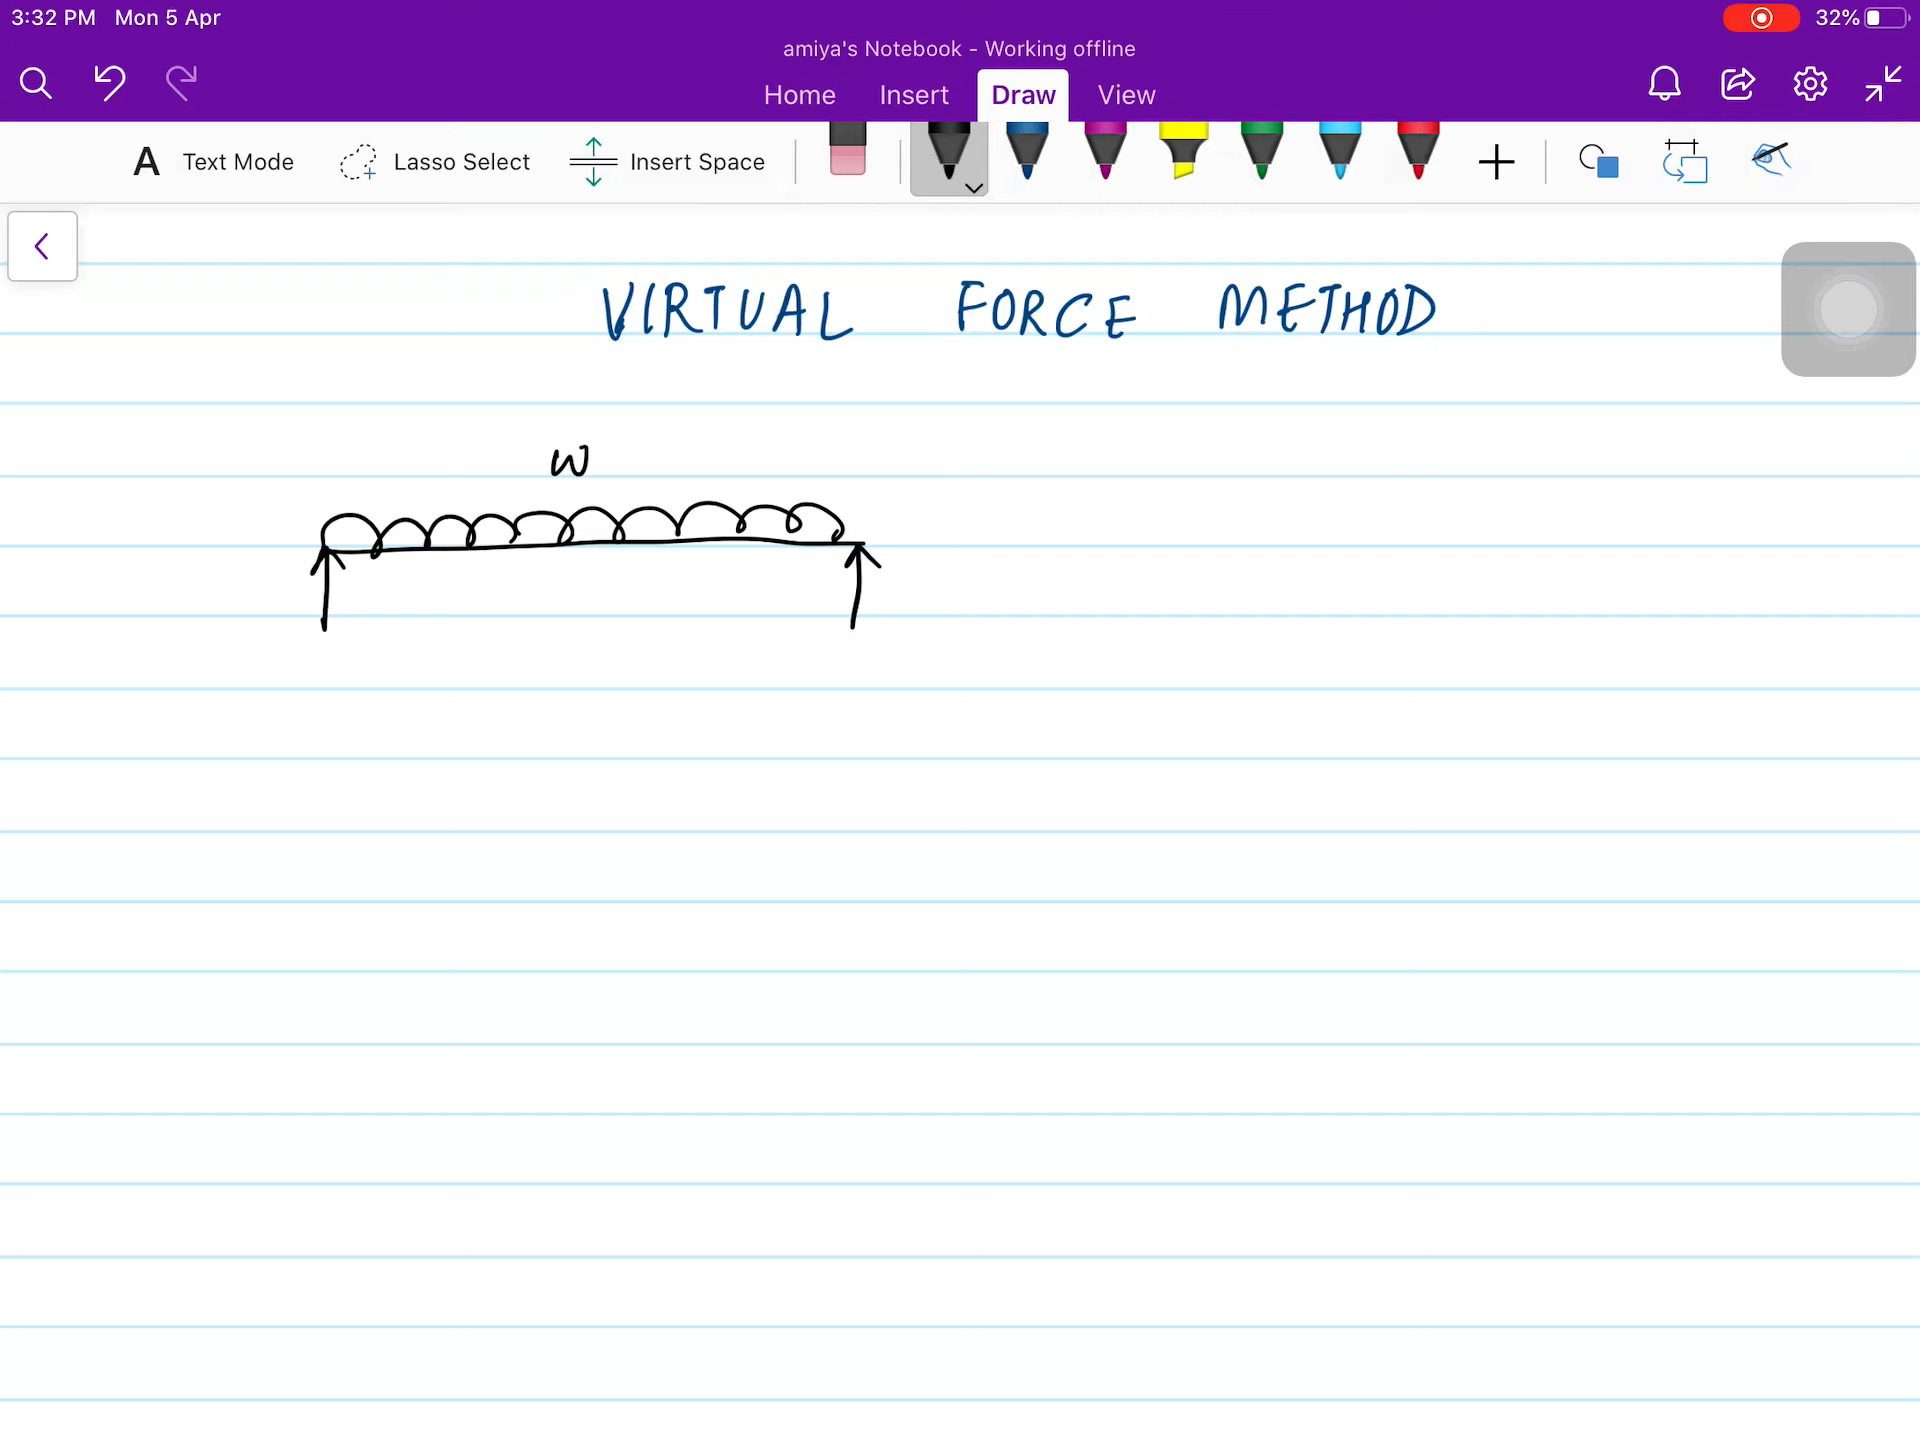 3:32 PM Mon 5 Apr 32%
amiya's Notebook - Working offline
Home Insert Draw View
A Text Mode Lasso Select Insert Space
VIRTUAL FORCE METHOD
w